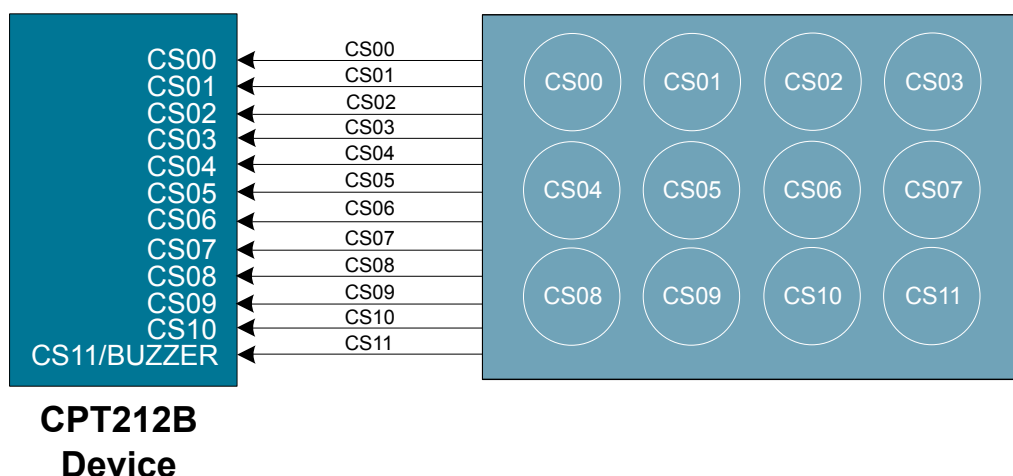 CS00
CS01
CS02
CS03
CS04
CS05
CS06
CS07
CS08
CS09
CS10
CS11/BUZZER
CS00
CS01
CS02
CS03
CS04
CS05
CS06
CS07
CS08
CS09
CS10
CS11
CS00 CS01 CS02 CS03
CS04 CS05 CS06 CS07
CS08 CS09 CS10 CS11
CPT212B
Device